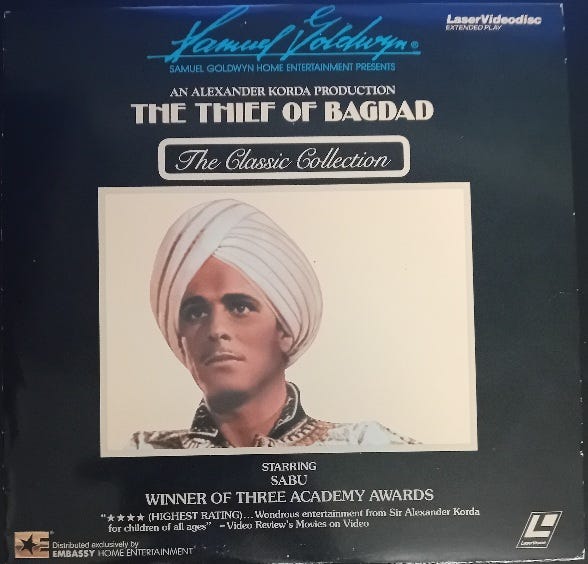 Samuel Goldwyn®
SAMUEL GOLDWYN HOME ENTERTAINMENT PRESENTS
LaserVideodisc
EXTENDED PLAY
AN ALEXANDER KORDA PRODUCTION
THE THIEF OF BAGDAD
The Classic Collection
STARRING
SABU
WINNER OF THREE ACADEMY AWARDS
"★★★★ (HIGHEST RATING)...Wondrous entertainment from Sir Alexander Korda
for children of all ages" –Video Review's Movies on Video
Distributed exclusively by
EMBASSY HOME ENTERTAINMENT
LaserVision